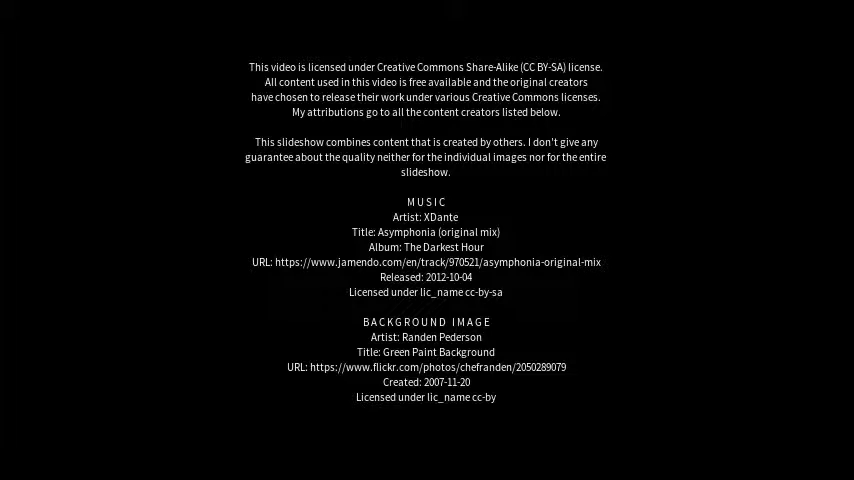 This video is licensed under Creative Commons Share-Alike (CC BY-SA) license.
All content used in this video is free available and the original creators
have chosen to release their work under various Creative Commons licenses.
My attributions go to all the content creators listed below.
This slideshow combines content that is created by others. I don't give any
guarantee about the quality neither for the individual images nor for the entire
slideshow.
MUSIC
Artist: XDante
Title: Asymphonia (original mix)
Album: The Darkest Hour
URL: https://www.jamendo.com/en/track/970521/asymphonia-original-mix
Released: 2012-10-04
Licensed under lic_name cc-by-sa
BACKGROUND IMAGE
Artist: Randen Pederson
Title: Green Paint Background
URL: https://www.flickr.com/photos/chefranden/2050289079
Created: 2007-11-20
Licensed under lic_name cc-by